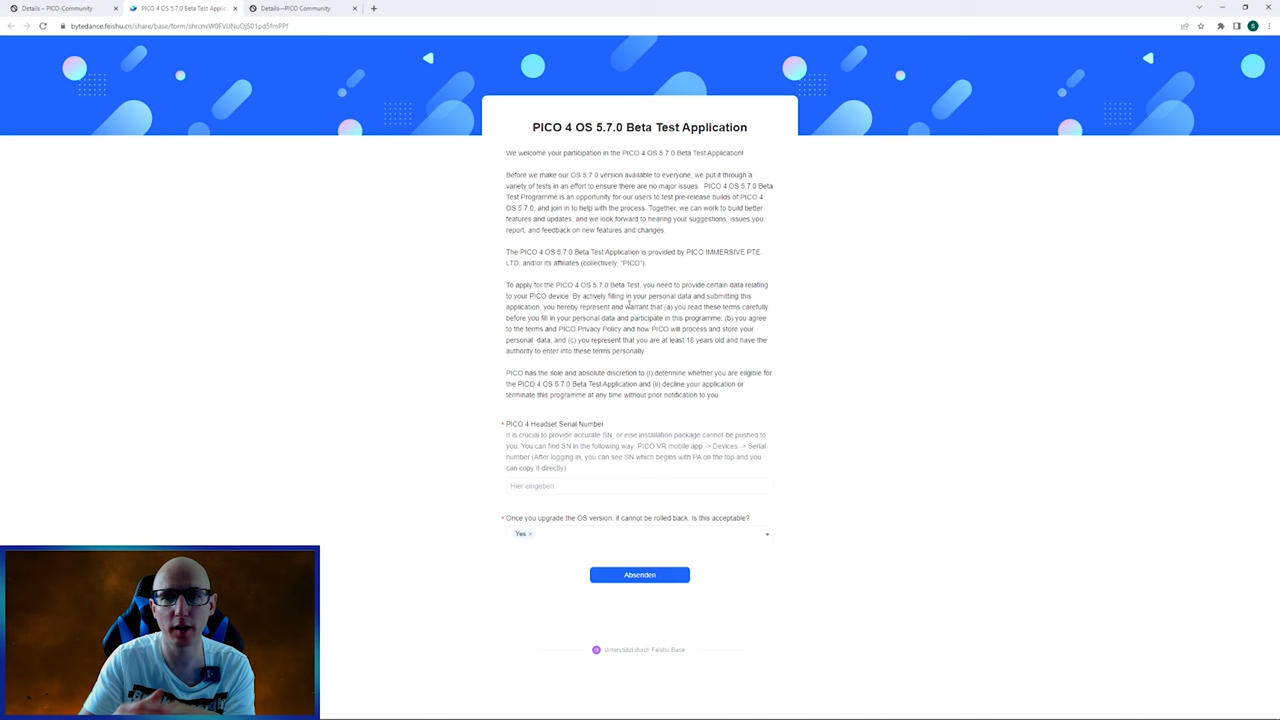 Details – PICO-Community
PICO 4 OS 5.7.0 Beta Test Applic
Details—PICO Community
bytedance.feishu.cn/share/base/form/shrcnvW0FVlJNuOjS01pd5fmPPf
S
PICO 4 OS 5.7.0 Beta Test Application
We welcome your participation in the PICO 4 OS 5.7.0 Beta Test Application!
Before we make our OS 5.7.0 version available to everyone, we put it through a
variety of tests in an effort to ensure there are no major issues. PICO 4 OS 5.7.0 Beta
Test Programme is an opportunity for our users to test pre-release builds of PICO 4
OS 5.7.0, and join in to help with the process. Together, we can work to build better
features and updates, and we look forward to hearing your suggestions, issues you
report, and feedback on new features and changes.
The PICO 4 OS 5.7.0 Beta Test Application is provided by PICO IMMERSIVE PTE.
LTD. and/or its affiliates (collectively, "PICO").
To apply for the PICO 4 OS 5.7.0 Beta Test, you need to provide certain data relating
to your PICO device. By actively filling in your personal data and submitting this
application, you hereby represent and warrant that (a) you read these terms carefully
before you fill in your personal data and participate in this programme; (b) you agree
to the terms and PICO Privacy Policy and how PICO will process and store your
personal data; and (c) you represent that you are at least 18 years old and have the
authority to enter into these terms personally.
PICO has the sole and absolute discretion to (i) determine whether you are eligible for
the PICO 4 OS 5.7.0 Beta Test Application and (ii) decline your application or
terminate this programme at any time without prior notification to you.
* PICO 4 Headset Serial Number
It is crucial to provide accurate SN, or else installation package cannot be pushed to
you. You can find SN in the following way: PICO VR mobile app -> Devices -> Serial
number (After logging in, you can see SN which begins with PA on the top and you
can copy it directly)
Hier eingeben
* Once you upgrade the OS version, it cannot be rolled back. Is this acceptable?
Yes ×
Absenden
Unterstützt durch Feishu Base